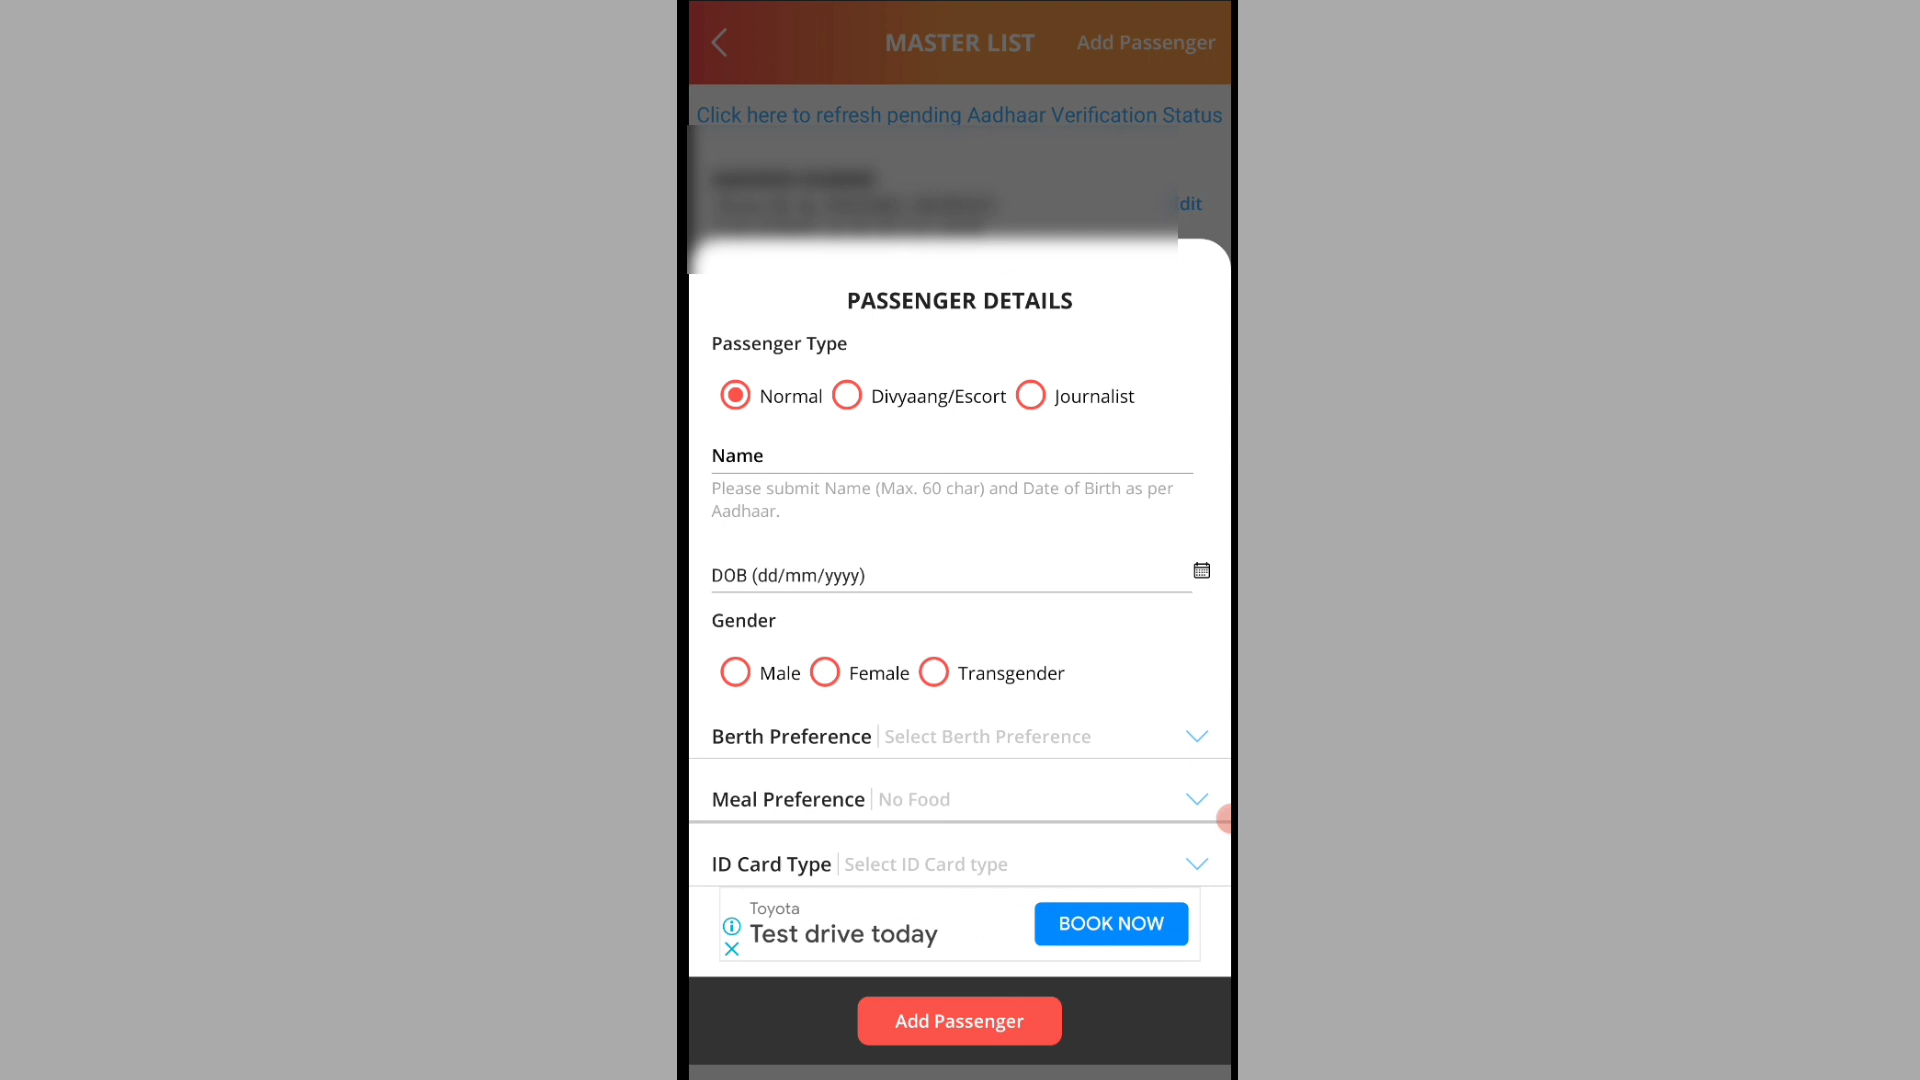 MASTER LIST
Add Passenger
Click here to refresh pending Aadhaar Verification Status
dit
PASSENGER DETAILS
Passenger Type
Normal
Divyaang/Escort
Journalist
Name
Please submit Name (Max. 60 char) and Date of Birth as per
Aadhaar.
DOB (dd/mm/yyyy)
Gender
Male
Female
Transgender
Berth Preference
Select Berth Preference
Meal Preference
No Food
ID Card Type
Select ID Card type
Toyota
Test drive today
BOOK NOW
Add Passenger